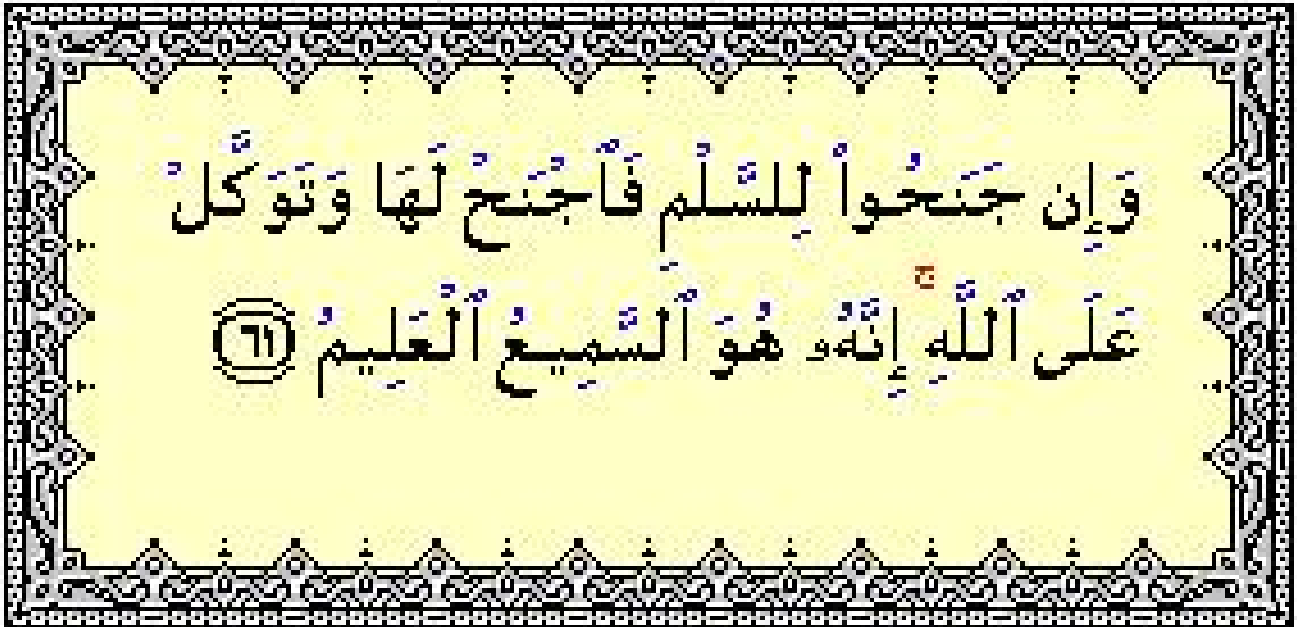 وَإِن جَنَحُوا۟ لِلسَّلْمِ فَٱجْنَحْ لَهَا وَتَوَكَّلْ
عَلَى ٱللَّهِ ۚ إِنَّهُۥ هُوَ ٱلسَّمِيعُ ٱلْعَلِيمُ ٦١